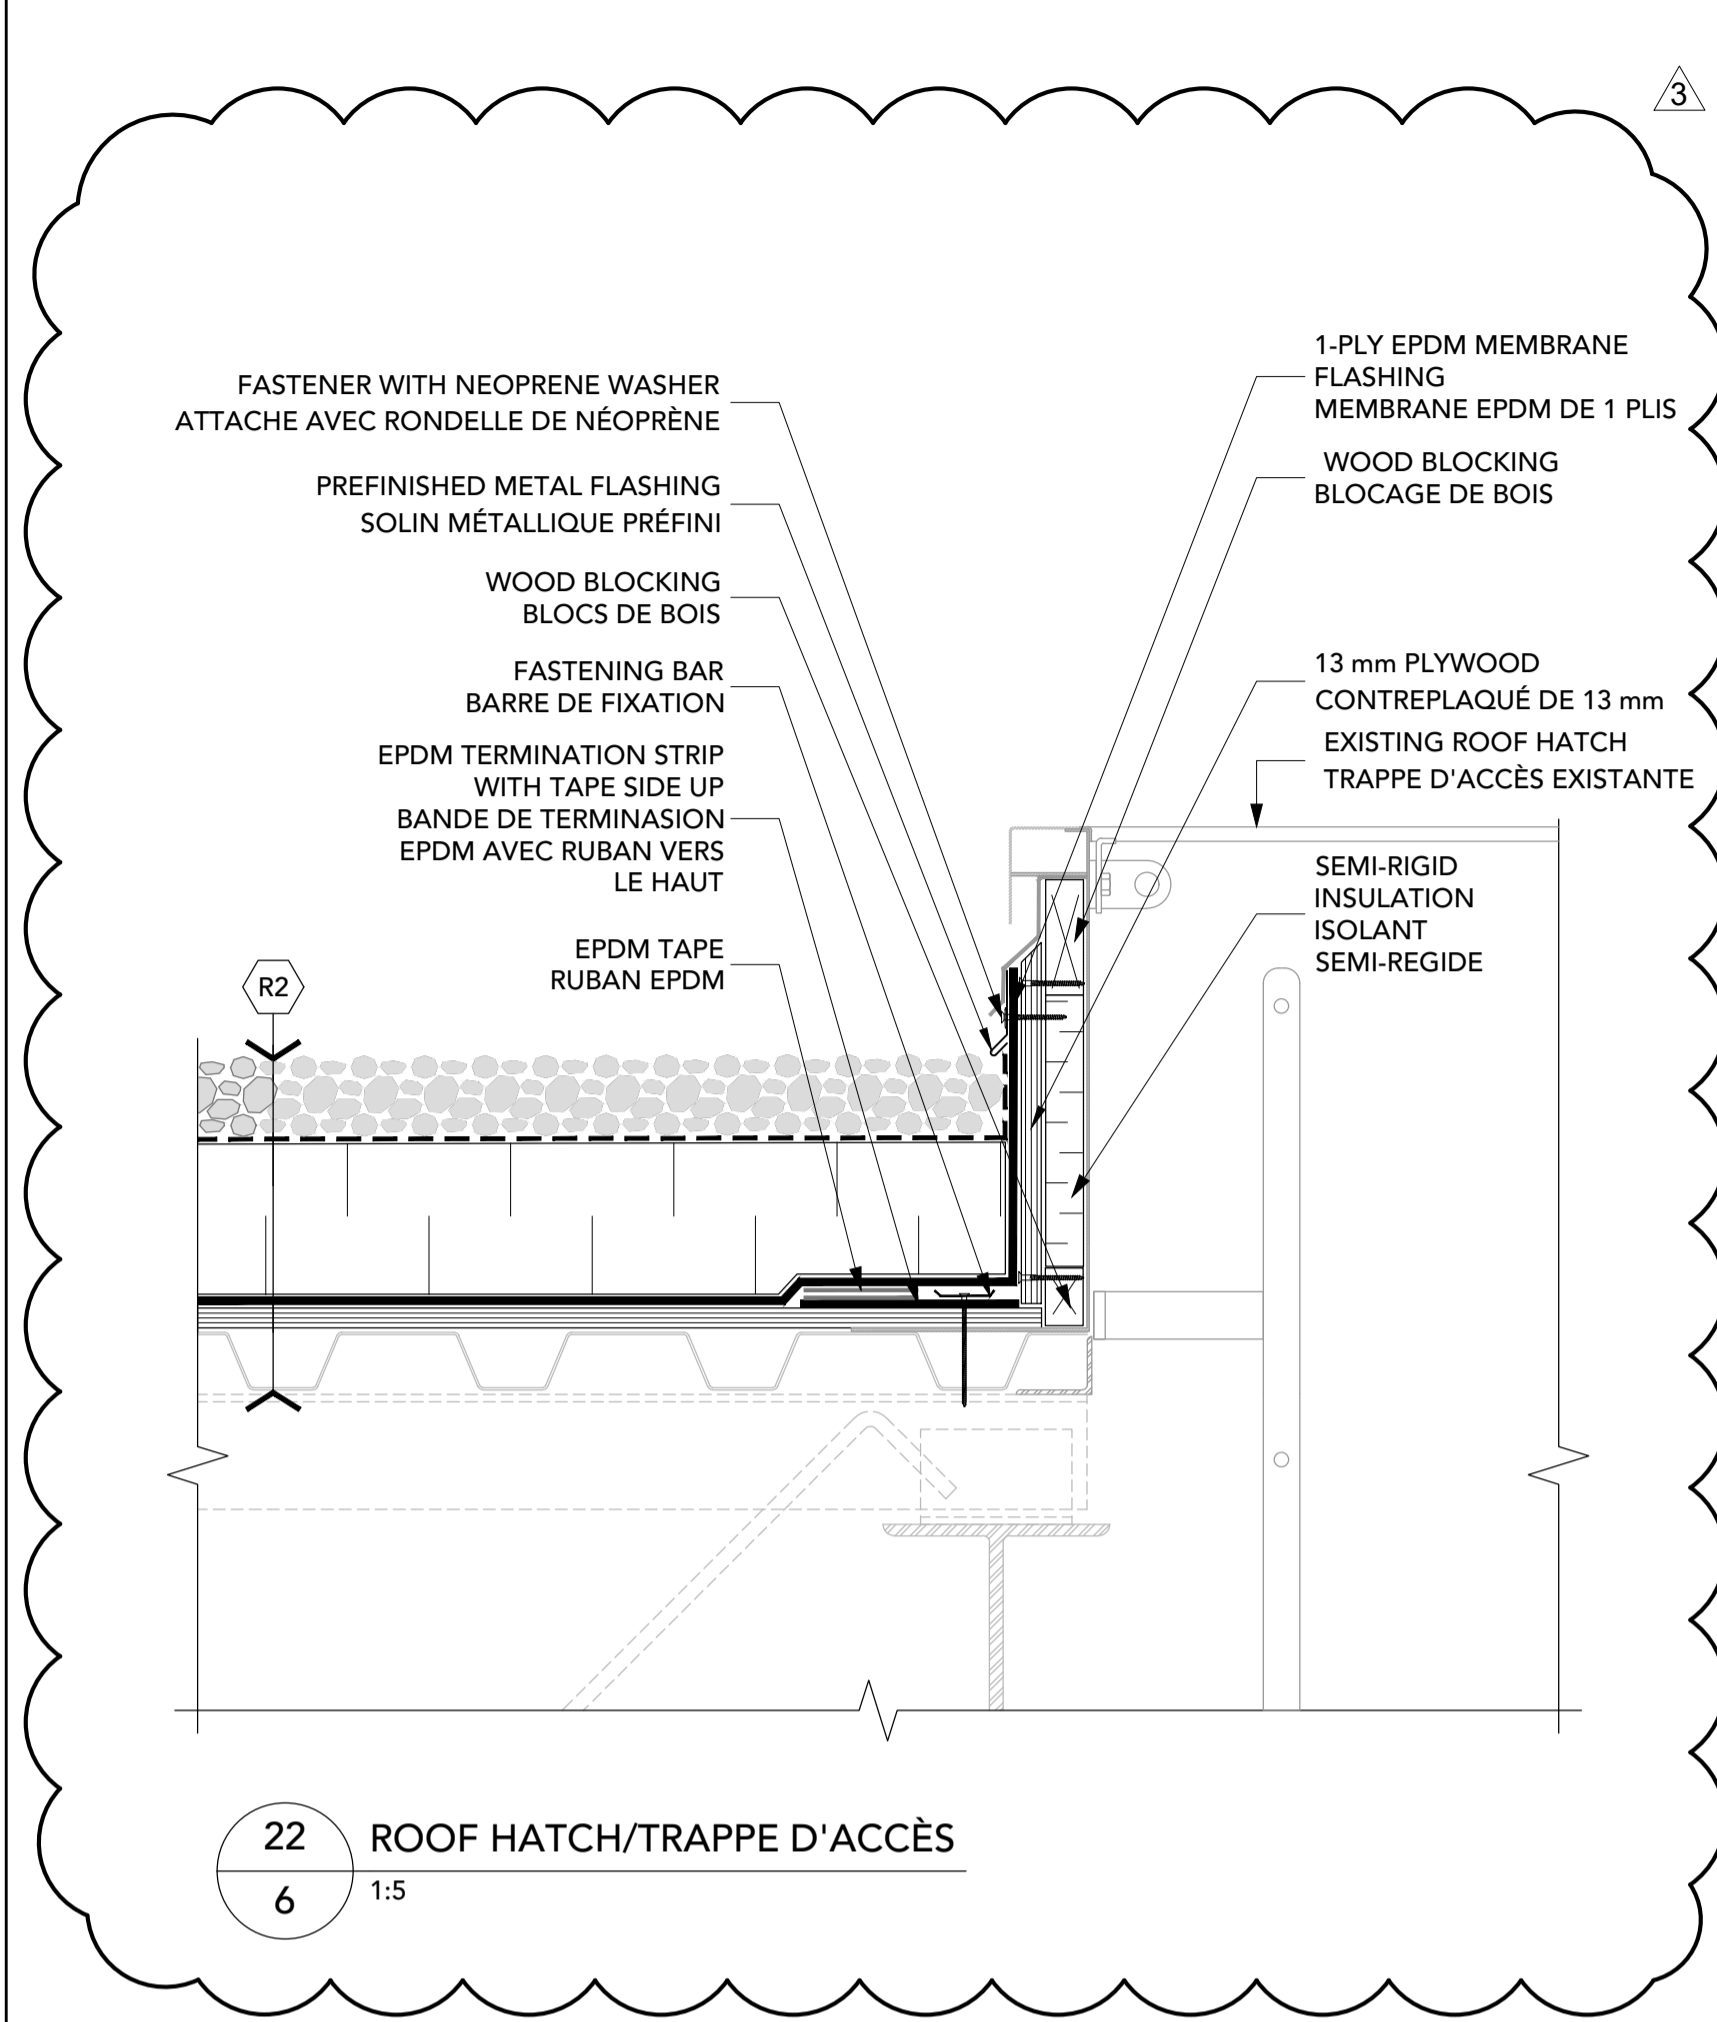 3
FASTENER WITH NEOPRENE WASHER
ATTACHE AVEC RONDELLE DE NÉOPRÈNE
PREFINISHED METAL FLASHING
SOLIN MÉTALLIQUE PRÉFINI
WOOD BLOCKING
BLOCS DE BOIS
FASTENING BAR
BARRE DE FIXATION
EPDM TERMINATION STRIP
WITH TAPE SIDE UP
BANDE DE TERMINASION
EPDM AVEC RUBAN VERS
LE HAUT
EPDM TAPE
RUBAN EPDM
R2
1-PLY EPDM MEMBRANE
FLASHING
MEMBRANE EPDM DE 1 PLIS
WOOD BLOCKING
BLOCAGE DE BOIS
13 mm PLYWOOD
CONTREPLAQUÉ DE 13 mm
EXISTING ROOF HATCH
TRAPPE D'ACCÈS EXISTANTE
SEMI-RIGID
INSULATION
ISOLANT
SEMI-REGIDE
22
6
ROOF HATCH/TRAPPE D'ACCÈS
1:5